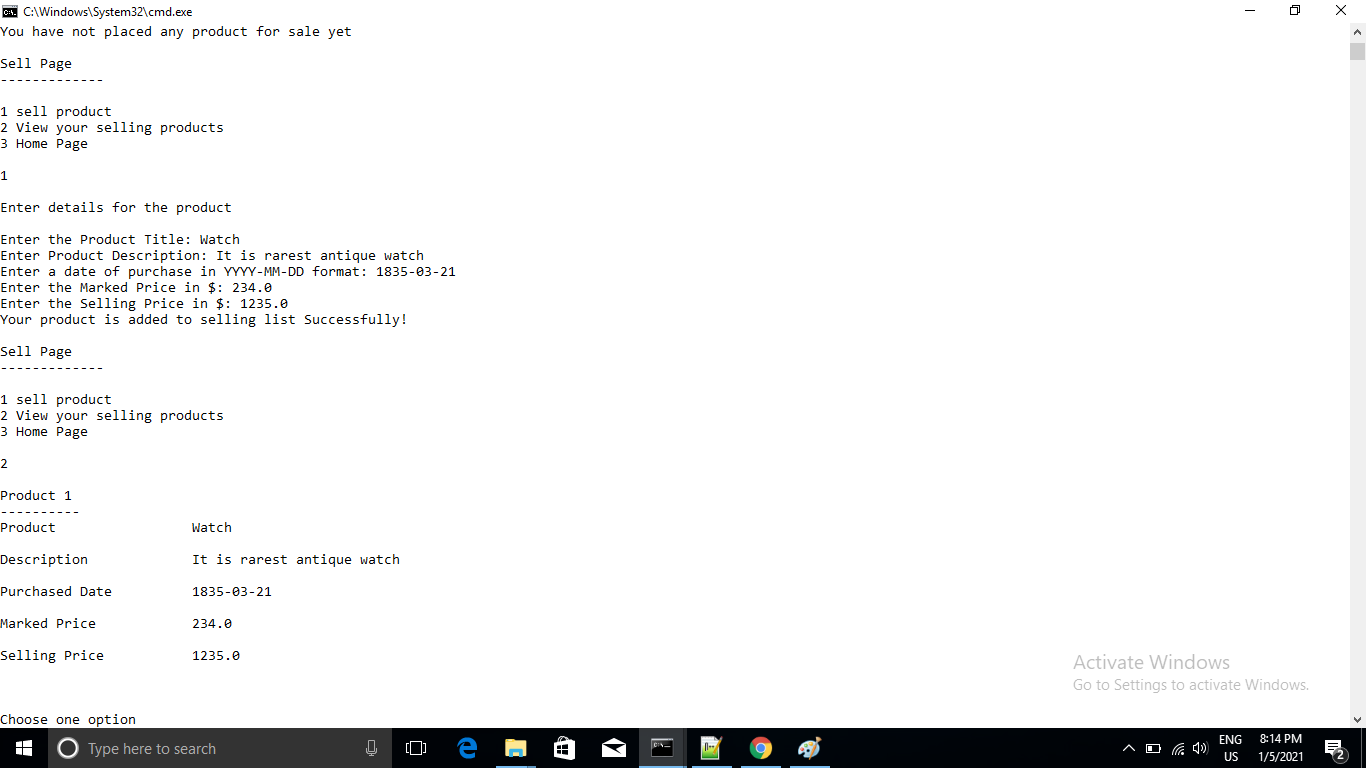 C:\Windows\System32\cmd.exe
You have not placed any product for sale yet
Sell Page
-------------
1 sell product
2 View your selling products
3 Home Page
1
Enter details for the product
Enter the Product Title: Watch
Enter Product Description: It is rarest antique watch
Enter a date of purchase in YYYY-MM-DD format: 1835-03-21
Enter the Marked Price in $: 234.0
Enter the Selling Price in $: 1235.0
Your product is added to selling list Successfully!
Sell Page
-------------
1 sell product
2 View your selling products
3 Home Page
2
Product 1
----------
Product Watch
Description It is rarest antique watch
Purchased Date 1835-03-21
Marked Price 234.0
Selling Price 1235.0
Activate Windows
Go to Settings to activate Windows.
Choose one option
Type here to search
ENG
US
8:14 PM
1/5/2021
2